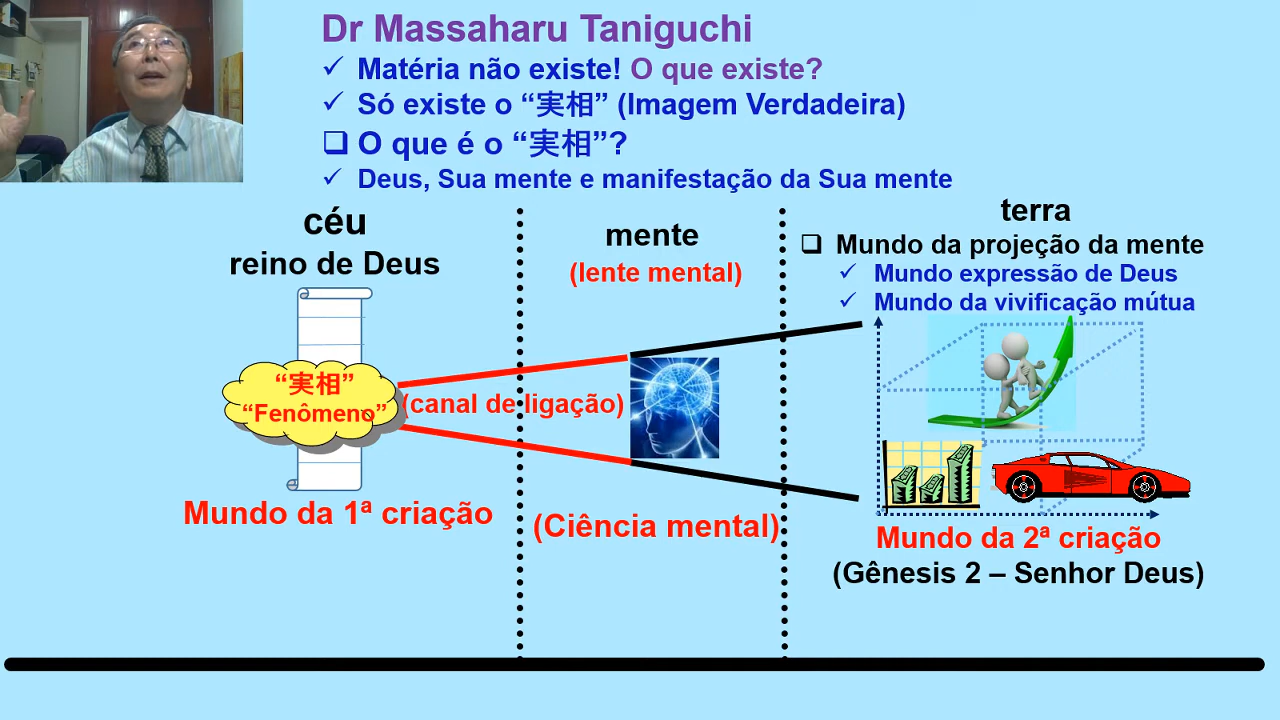 Dr Massaharu Taniguchi
Matéria não existe! O que existe?
Só existe o “実相” (Imagem Verdadeira)
O que é o “実相”?
Deus, Sua mente e manifestação da Sua mente
céu
reino de Deus
“実相”
“Fenômeno”
Mundo da 1ª criação
mente
(lente mental)
(canal de ligação)
(Ciência mental)
terra
Mundo da projeção da mente
Mundo expressão de Deus
Mundo da vivificação mútua
Mundo da 2ª criação
(Gênesis 2 – Senhor Deus)